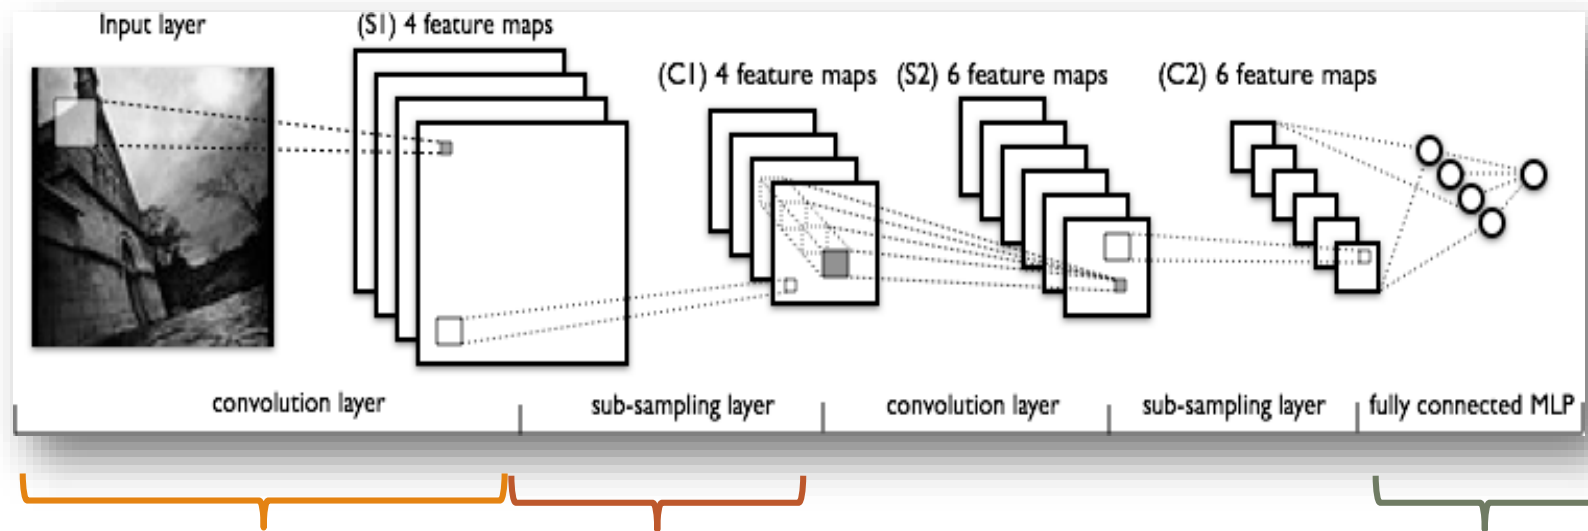 Input layer
(S1) 4 feature maps
(C1) 4 feature maps
(S2) 6 feature maps
(C2) 6 feature maps
convolution layer
sub-sampling layer
convolution layer
sub-sampling layer
fully connected MLP